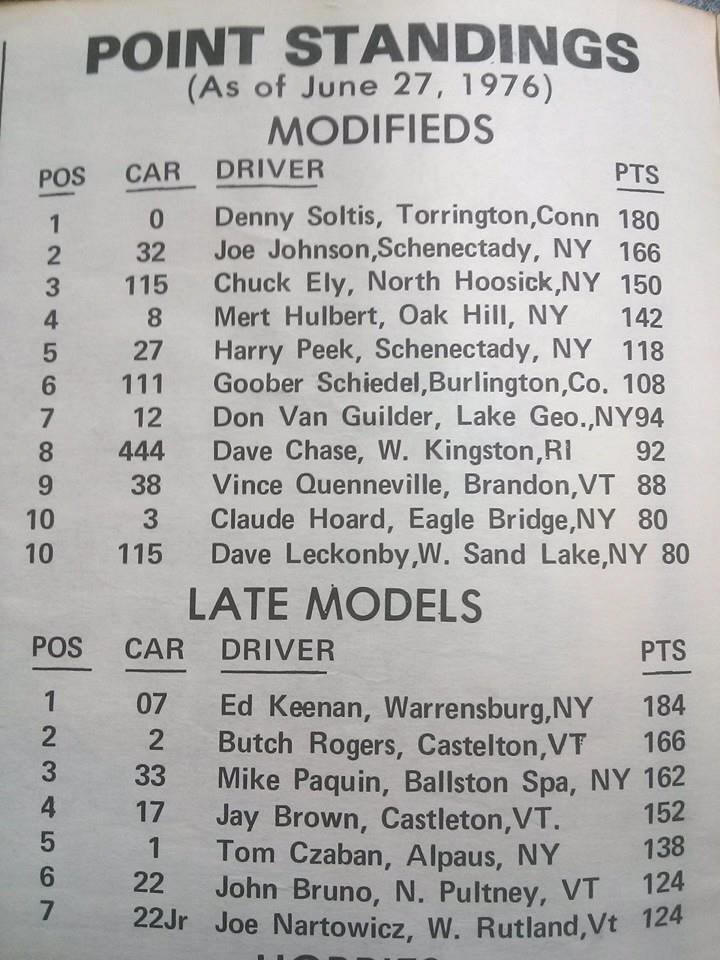 POINT STANDINGS
(As of June 27, 1976)
MODIFIEDS
POS CAR DRIVER PTS
1 0 Denny Soltis, Torrington,Conn 180
2 32 Joe Johnson,Schenectady, NY 166
3 115 Chuck Ely, North Hoosick,NY 150
4 8 Mert Hulbert, Oak Hill, NY 142
5 27 Harry Peek, Schenectady, NY 118
6 111 Goober Schiedel,Burlington,Co. 108
7 12 Don Van Guilder, Lake Geo.,NY94
8 444 Dave Chase, W. Kingston,RI 92
9 38 Vince Quenneville, Brandon,VT 88
10 3 Claude Hoard, Eagle Bridge,NY 80
10 115 Dave Leckonby,W. Sand Lake,NY 80
LATE MODELS
POS CAR DRIVER PTS
1 07 Ed Keenan, Warrensburg,NY 184
2 2 Butch Rogers, Castelton,VT 166
3 33 Mike Paquin, Ballston Spa, NY 162
4 17 Jay Brown, Castleton,VT. 152
5 1 Tom Czaban, Alpaus, NY 138
6 22 John Bruno, N. Pultney, VT 124
7 22Jr Joe Nartowicz, W. Rutland,Vt 124